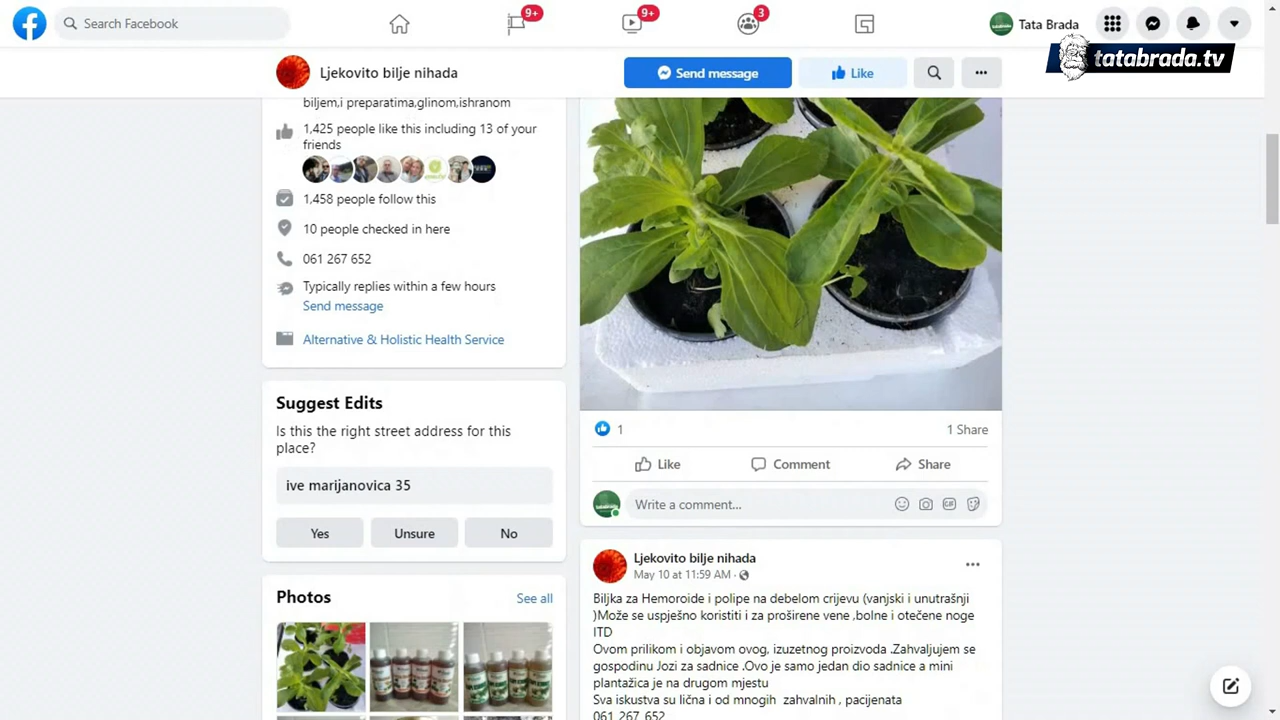 Search Facebook
9+
9+
3
Tata Brada
tatabrada.tv
Ljekovito bilje nihada
Send message
Like
biljem,i preparatima,glinom,ishranom
1,425 people like this including 13 of your
friends
1,458 people follow this
10 people checked in here
061 267 652
Typically replies within a few hours
Send message
Alternative & Holistic Health Service
Suggest Edits
Is this the right street address for this
place?
ive marijanovica 35
Yes
Unsure
No
Photos
See all
1
1 Share
Like
Comment
Share
Write a comment...
GIF
Ljekovito bilje nihada
May 10 at 11:59 AM ·
Biljka za Hemoroide i polipe na debelom crijevu (vanjski i unutrašnji
)Može se uspješno koristiti i za proširene vene ,bolne i otečene noge
ITD
Ovom prilikom i objavom ovog, izuzetnog proizvoda .Zahvaljujem se
gospodinu Jozi za sadnice .Ovo je samo jedan dio sadnice a mini
plantažica je na drugom mjestu
Sva iskustva su lična i od mnogih zahvalnih , pacijenata
061 267 652